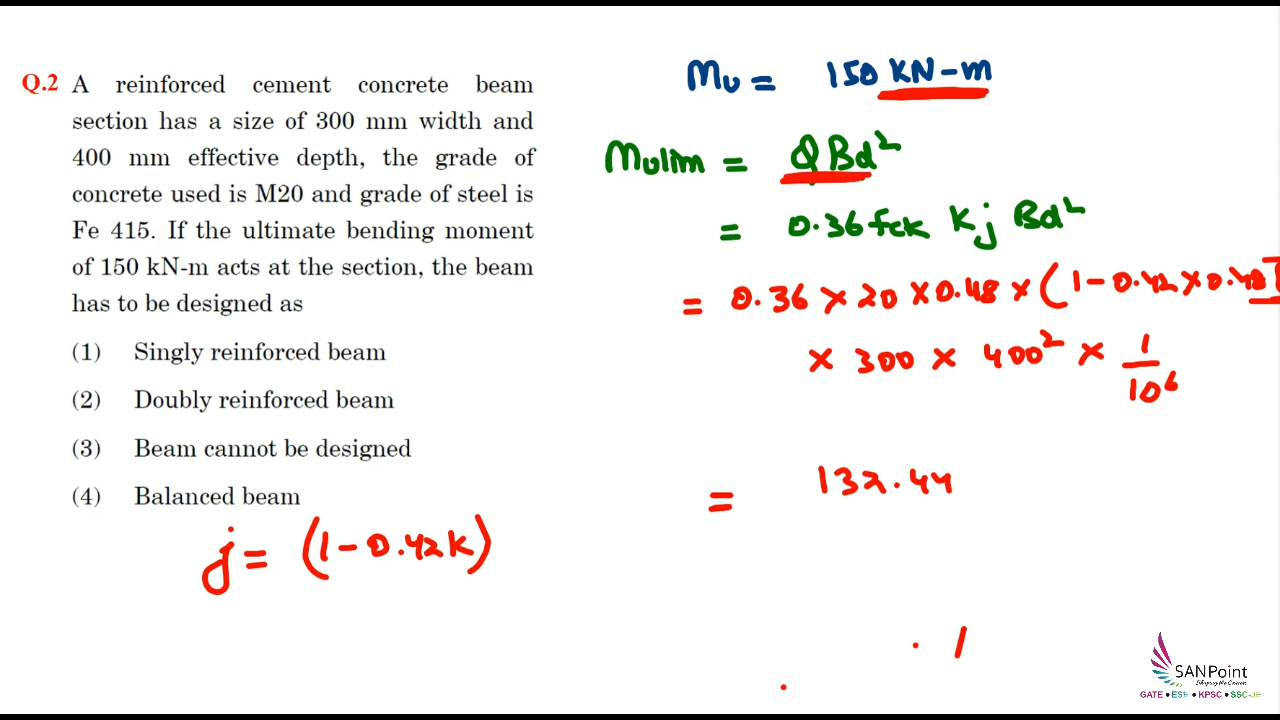 Q.2 A reinforced cement concrete beam
section has a size of 300 mm width and
400 mm effective depth, the grade of
concrete used is M20 and grade of steel is
Fe 415. If the ultimate bending moment
of 150 kN-m acts at the section, the beam
has to be designed as
(1) Singly reinforced beam
(2) Doubly reinforced beam
(3) Beam cannot be designed
(4) Balanced beam
j = (1 - 0.42K)
Mu = 150 KN-m
Mulim = QBd²
= 0.36 fck Kj Bd²
= 0.36 × 20 × 0.48 × (1 - 0.42 × 0.48)
× 300 × 400² × 1/10⁶
= 132.44
SANPoint
Shaping the Careers
GATE • ESE • KPSC • SSC-JE